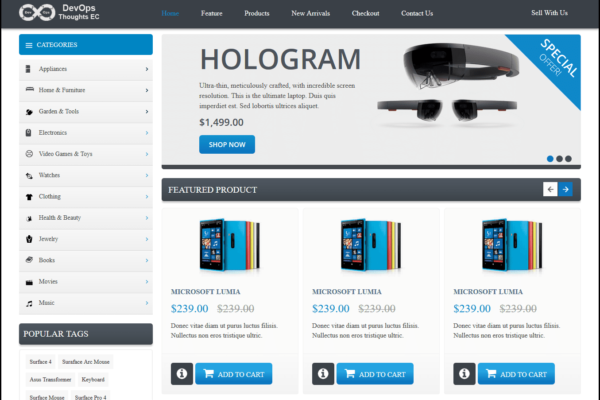 DevOps
Thoughts EC
Home Feature Products New Arrivals Checkout Contact Us Sell With Us
CATEGORIES
Appliances
Home & Furniture
Garden & Tools
Electronics
Video Games & Toys
Watches
Clothing
Health & Beauty
Jewelry
Books
Movies
Music
POPULAR TAGS
Surface 4 Suraface Arc Mouse
Asus Transformer Keyboard
Surface Mouse Surface Pro 4
HOLOGRAM
Ultra-thin, meticulously crafted, with incredible screen
resolution. This is the ultimate laptop. Duis quis
imperdiet est. Sed lobortis ultrices aliquet.
$1,499.00
SHOP NOW
SPECIAL
OFFER!
FEATURED PRODUCT
MICROSOFT LUMIA MICROSOFT LUMIA MICROSOFT LUMIA
$239.00 $239.00 $239.00 $239.00 $239.00 $239.00
Donec vitae diam ut purus luctus filisis. Donec vitae diam ut purus luctus filisis. Donec vitae diam ut purus luctus filisis.
Nullectus non eros tristique ultric. Nullectus non eros tristique ultric. Nullectus non eros tristique ultric.
ADD TO CART ADD TO CART ADD TO CART